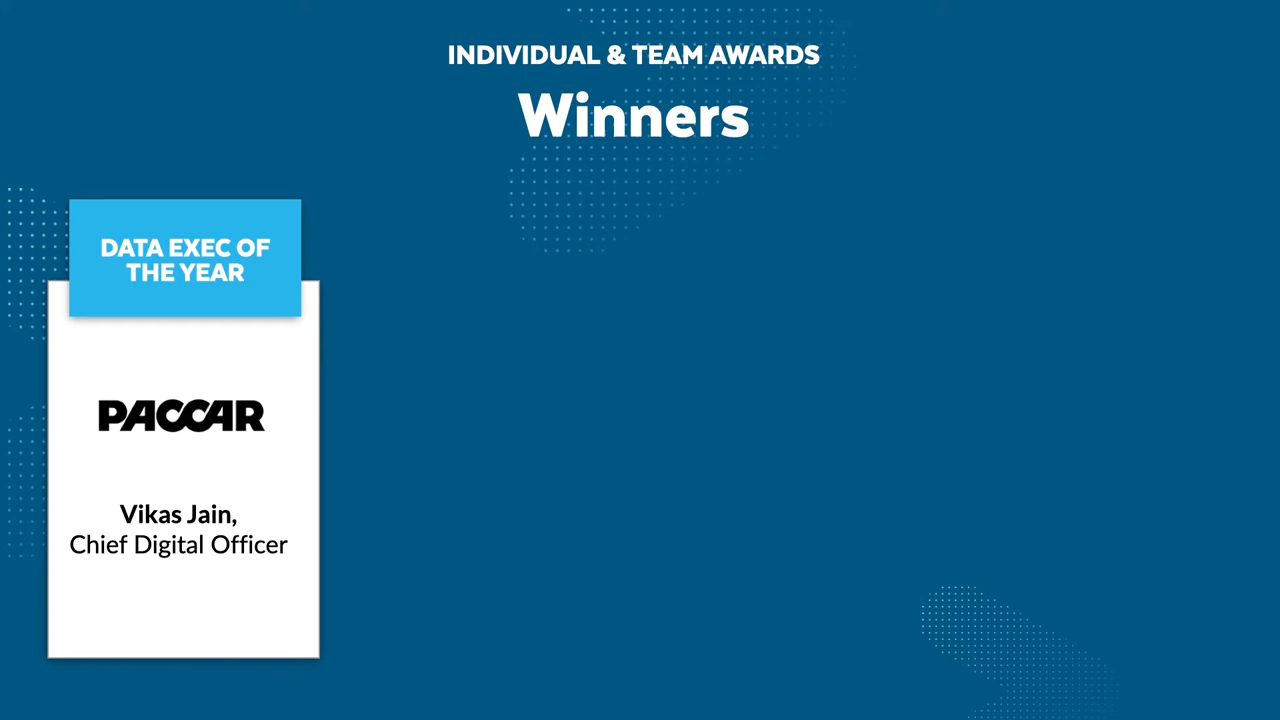 INDIVIDUAL & TEAM AWARDS
Winners
DATA EXEC OF
THE YEAR
PACCAR
Vikas Jain,
Chief Digital Officer